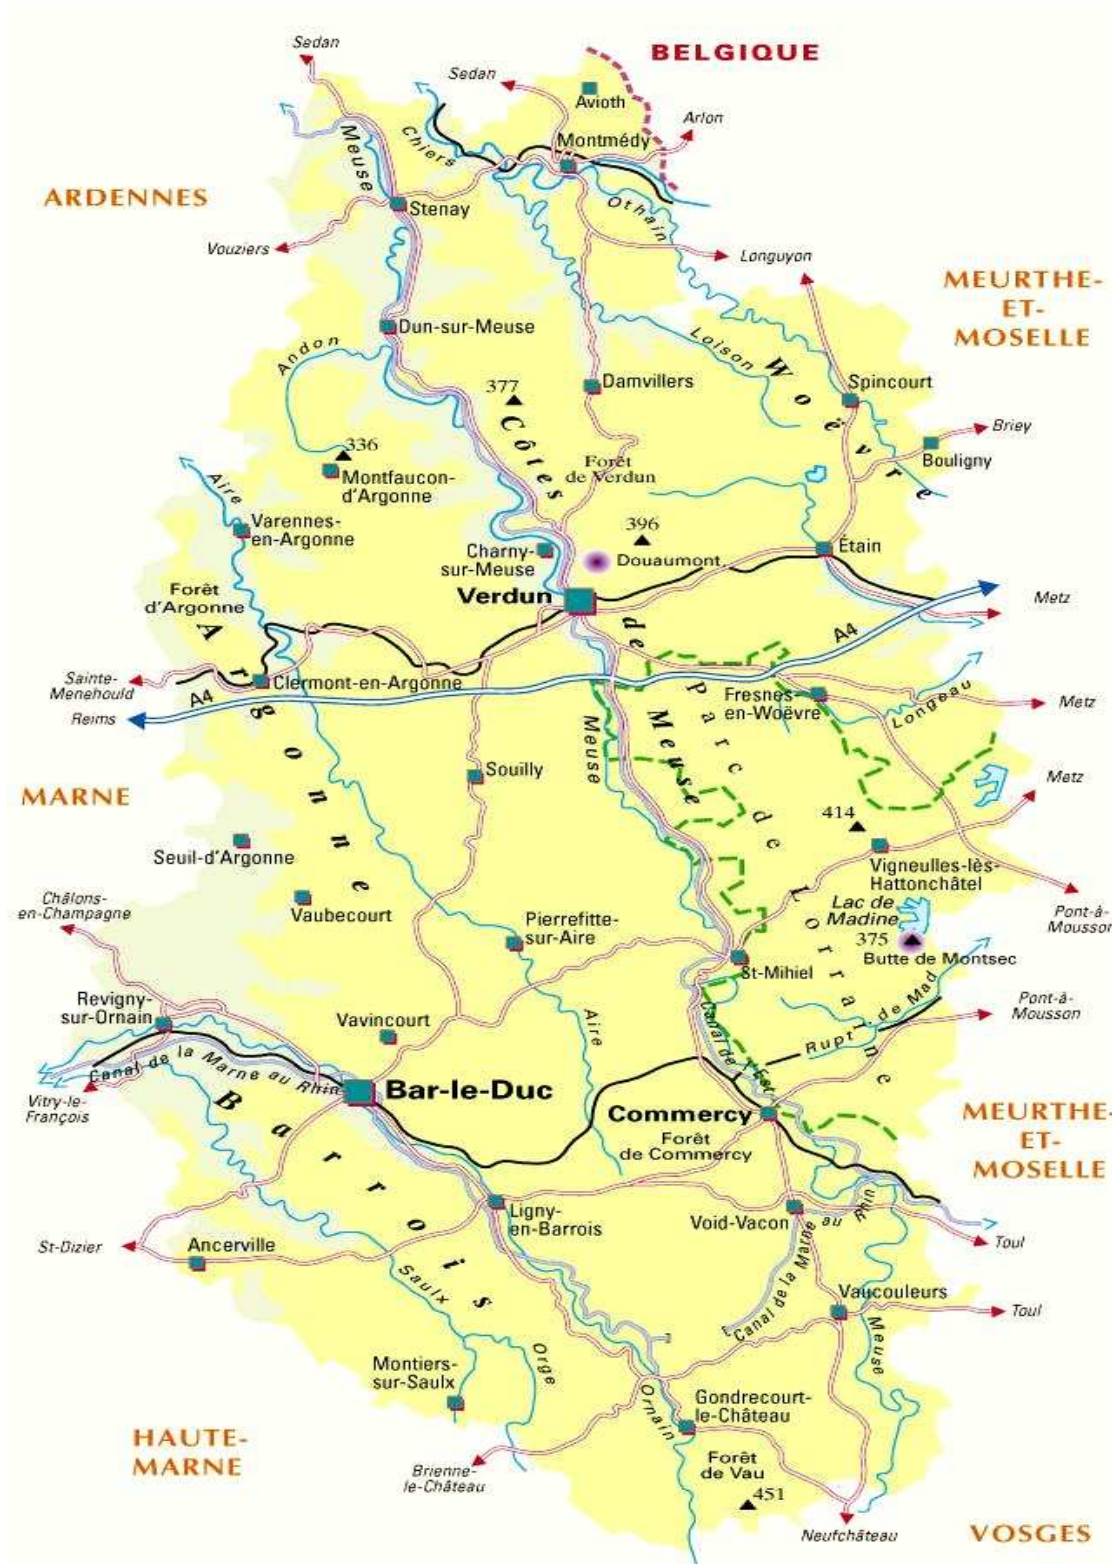 Sedan
BELGIQUE
Sedan
Avioth
Arlon
Chiers
Montmédy
Meuse
ARDENNES
Othain
Stenay
Vouziers
Longuyon
MEURTHE-
ET-
MOSELLE
Dun-sur-Meuse
Andon
Loison
Woëvre
377
Damvillers
Spincourt
Côtes de Meuse
Briey
336
Forêt
de Verdun
Bouligny
Montfaucon-
d'Argonne
Aire
Varennes-
en-Argonne
396
Étain
Charny-
sur-Meuse
Douaumont
Forêt
d'Argonne
Verdun
Metz
A4
Argonne
Sainte-
Menehould
Clermont-en-Argonne
A4
Parc de Lorraine
Fresnes-
en-Woëvre
Longeau
Metz
Reims
Meuse
Souilly
Metz
MARNE
414
Seuil-d'Argonne
Vigneulles-lès-
Hattonchâtel
Châlons-
en-Champagne
Vaubecourt
Lac de
Madine
Pont-à-
Mousson
Pierrefitte-
sur-Aire
375
Butte de Montsec
St-Mihiel
Revigny-
sur-Ornain
Vavincourt
Aire
Canal de l'Est
Rupt. de Mad
Pont-à-
Mousson
Canal de la Marne au Rhin
Vitry-le-
François
Bar-le-Duc
Barrois
Commercy
MEURTHE-
ET-
MOSELLE
Forêt
de Commercy
Ligny-
en-Barrois
Void-Vacon
Canal de la Marne au Rhin
St-Dizier
Ancerville
Toul
Saulx
Vaucouleurs
Toul
Meuse
Montiers-
sur-Saulx
Orge
Ornain
Gondrecourt-
le-Château
HAUTE-
MARNE
Brienne-
le-Château
Forêt
de Vau
451
Neufchâteau
VOSGES